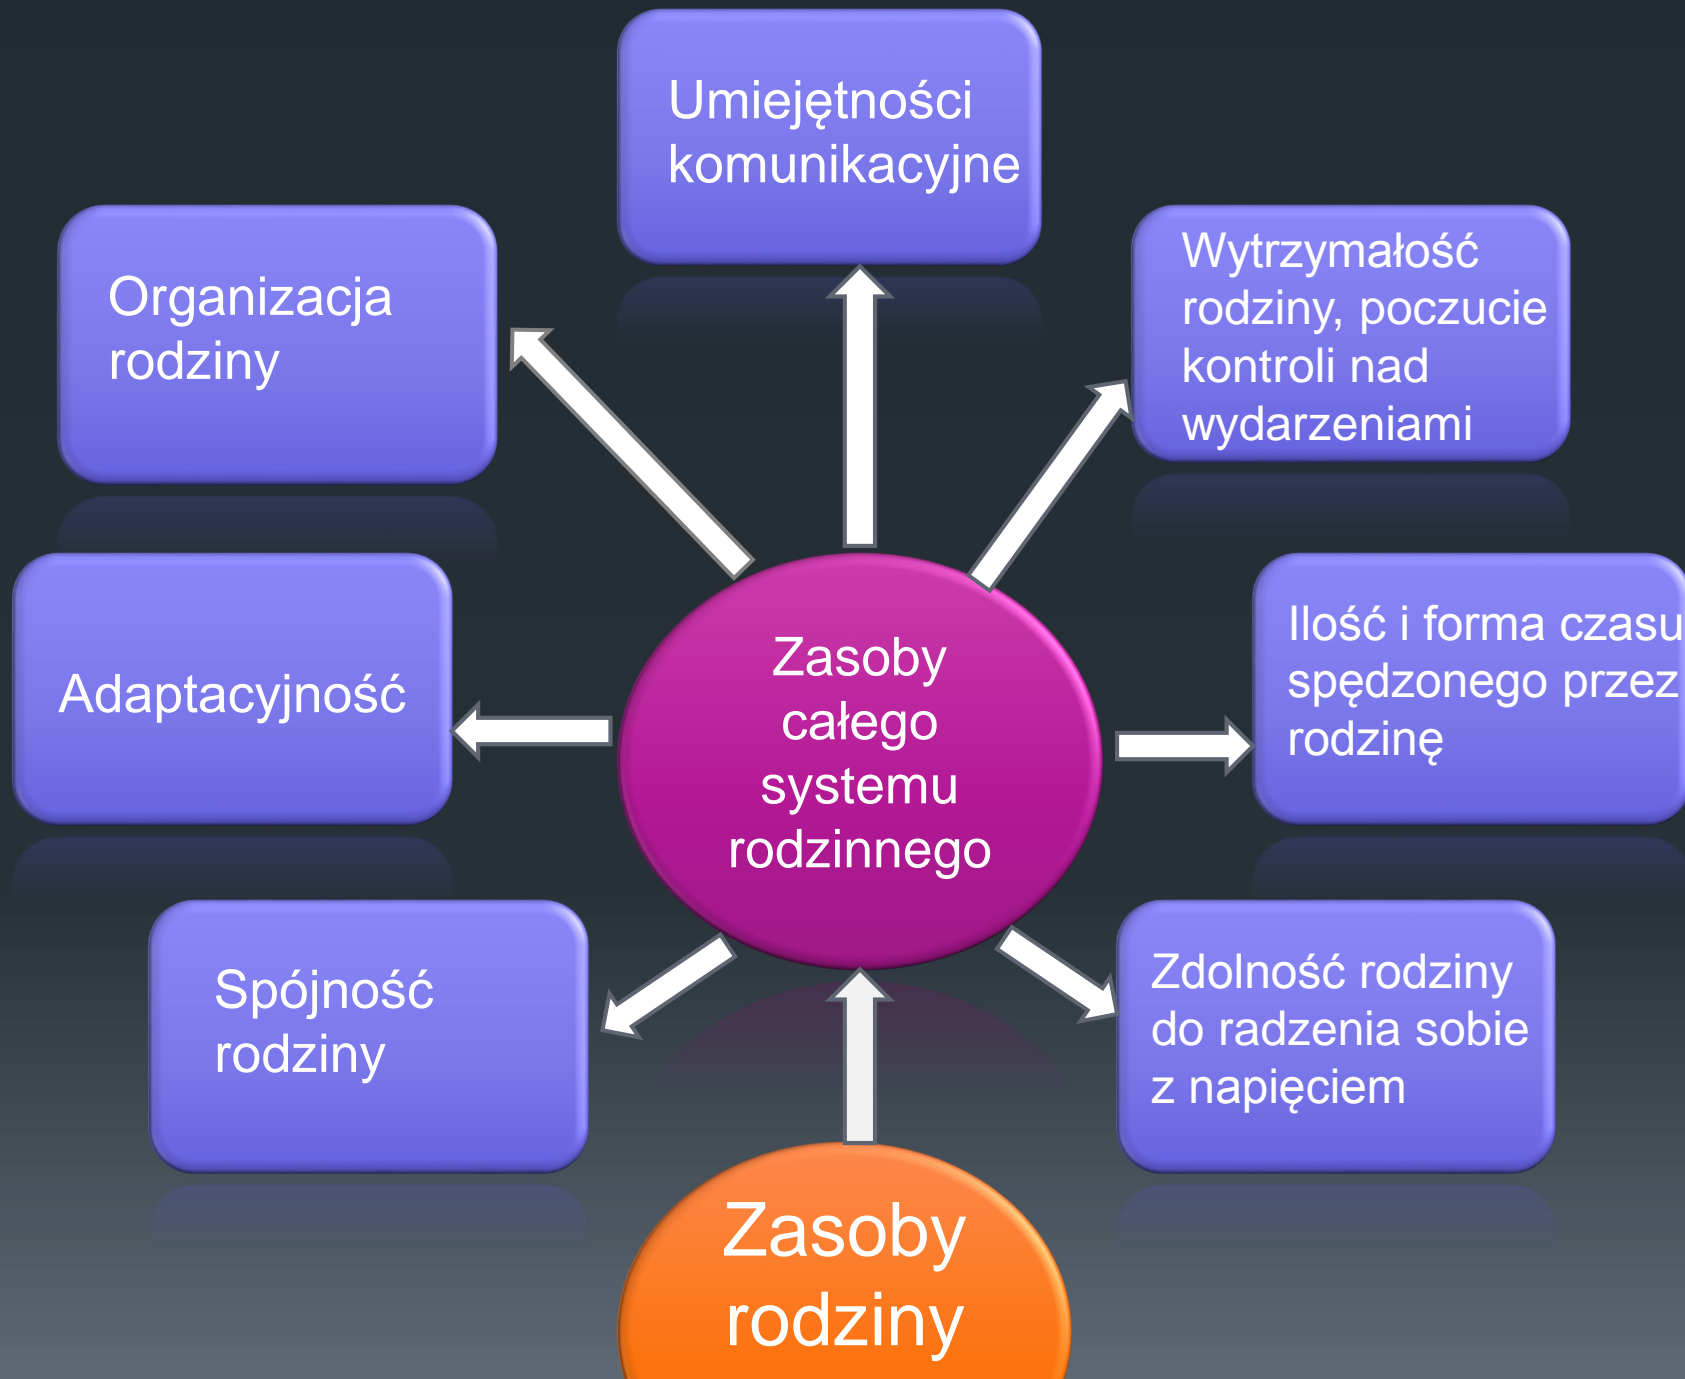 Umiejętności
komunikacyjne
Organizacja
rodziny
Wytrzymałość
rodziny, poczucie
kontroli nad
wydarzeniami
Adaptacyjność
Zasoby
całego
systemu
rodzinnego
Ilość i forma czasu
spędzonego przez
rodzinę
Spójność
rodziny
Zdolność rodziny
do radzenia sobie
z napięciem
Zasoby
rodziny